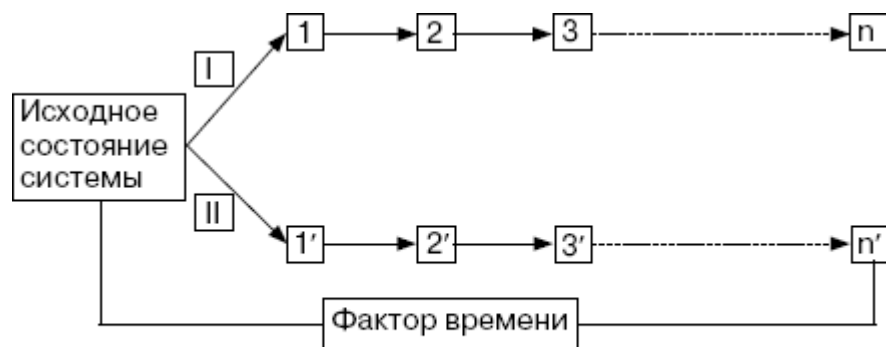 1 2 3 n
I
Исходное
состояние
системы
II
1′ 2′ 3′ n′
Фактор времени